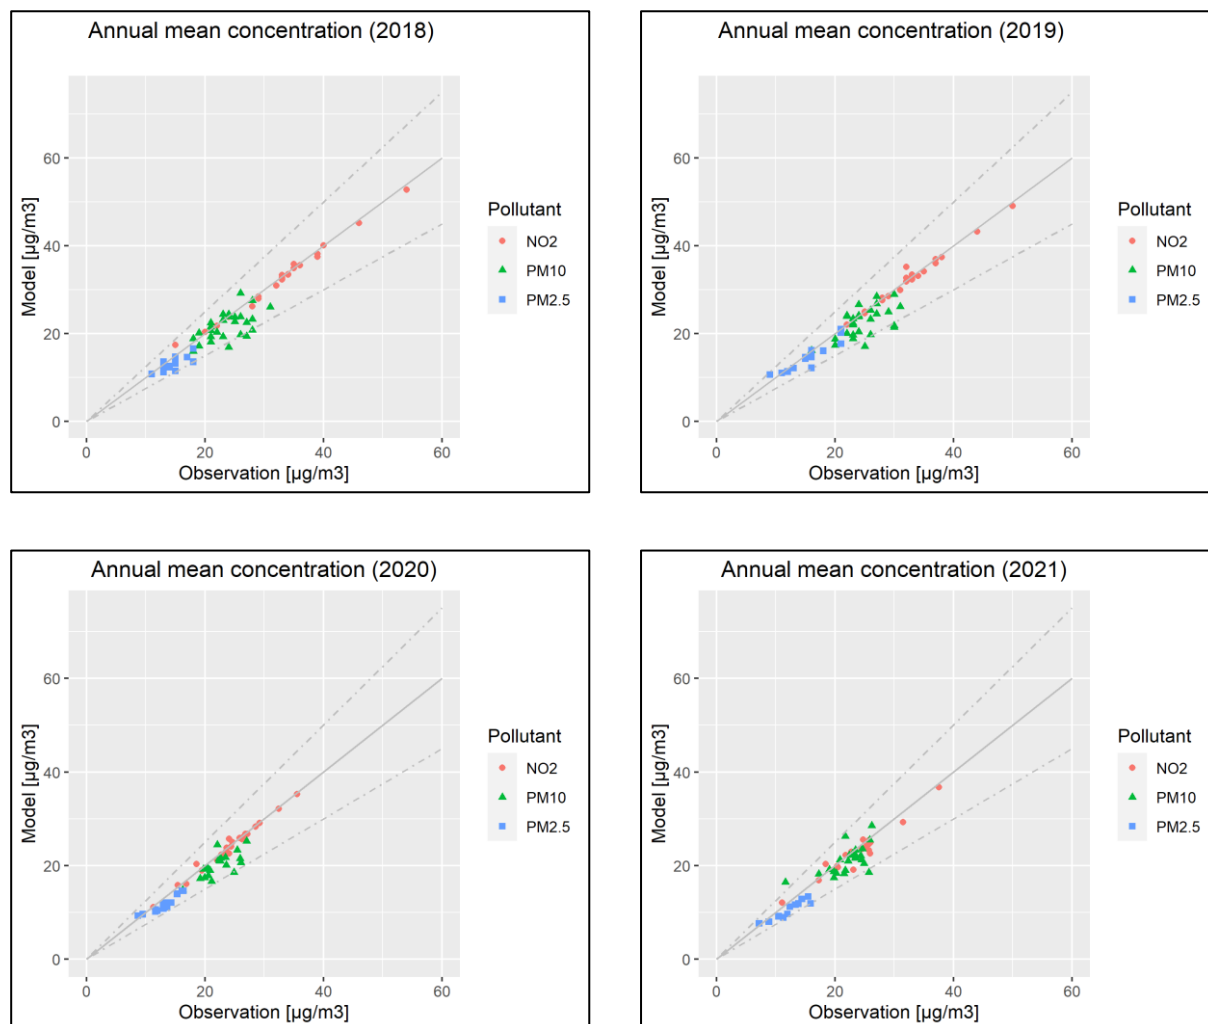 Annual mean concentration (2018)
Model [µg/m3]
60
40
20
0
0 20 40 60
Observation [µg/m3]
Pollutant
NO2
PM10
PM2.5
Annual mean concentration (2019)
Model [µg/m3]
60
40
20
0
0 20 40 60
Observation [µg/m3]
Pollutant
NO2
PM10
PM2.5
Annual mean concentration (2020)
Model [µg/m3]
60
40
20
0
0 20 40 60
Observation [µg/m3]
Pollutant
NO2
PM10
PM2.5
Annual mean concentration (2021)
Model [µg/m3]
60
40
20
0
0 20 40 60
Observation [µg/m3]
Pollutant
NO2
PM10
PM2.5